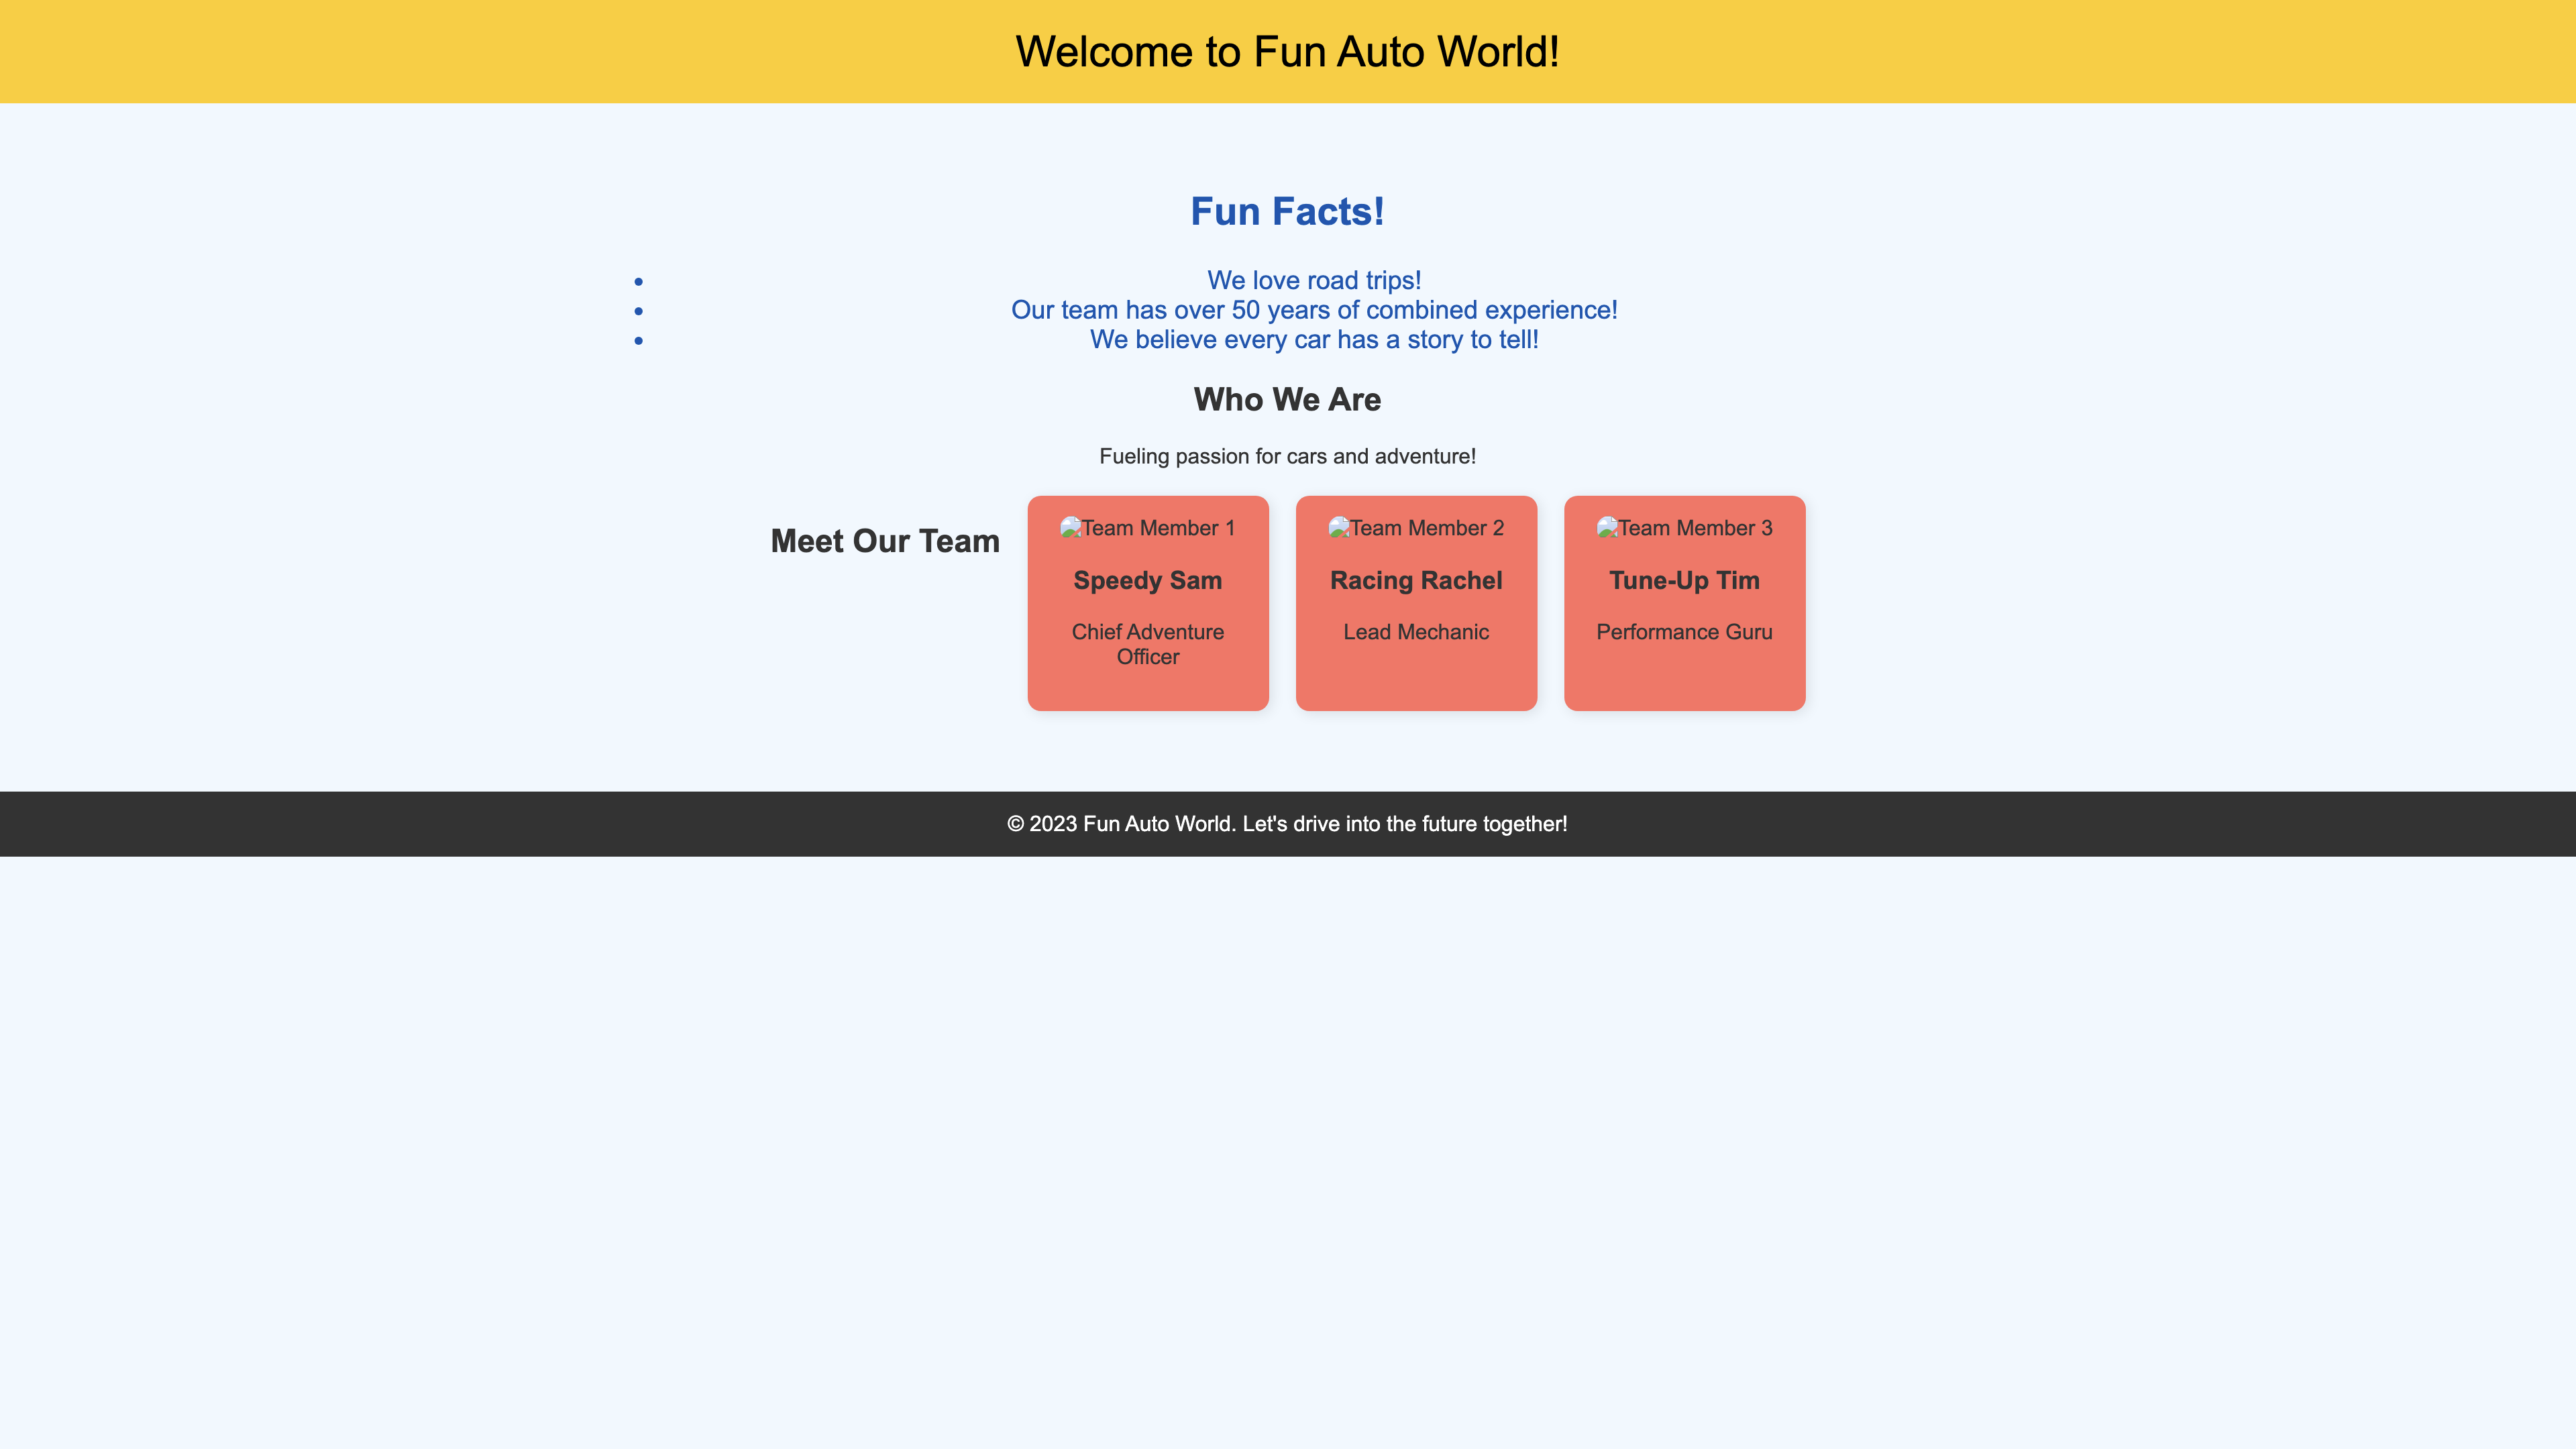 Welcome to Fun Auto World!
Fun Facts!
We love road trips!
Our team has over 50 years of combined experience!
We believe every car has a story to tell!
Who We Are
Fueling passion for cars and adventure!
Meet Our Team
Team Member 1
Speedy Sam
Chief Adventure
Officer
Team Member 2
Racing Rachel
Lead Mechanic
Team Member 3
Tune-Up Tim
Performance Guru
© 2023 Fun Auto World. Let's drive into the future together!